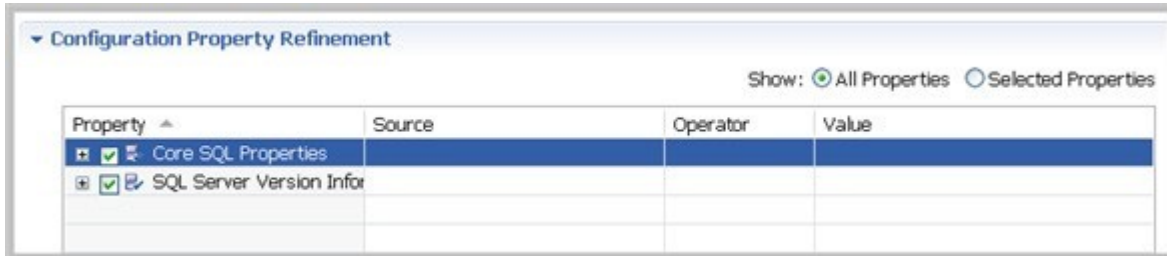 Configuration Property Refinement
Show: All Properties Selected Properties
Property Source Operator Value
Core SQL Properties
SQL Server Version Infor